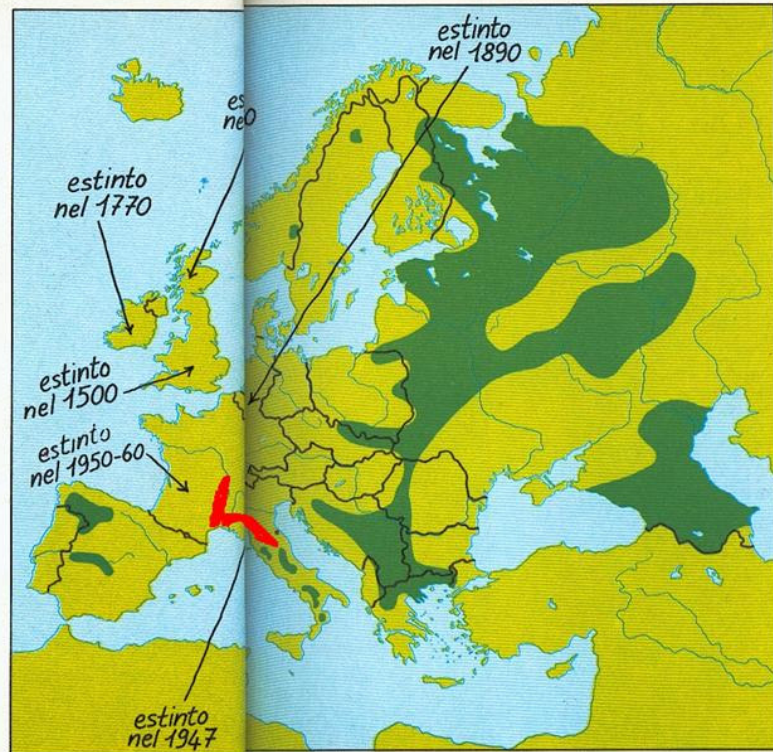 estinto
nel 1890
estinto
nel 1770
estinto
nel 1500
estinto
nel 1950-60
estinto
nel 1947